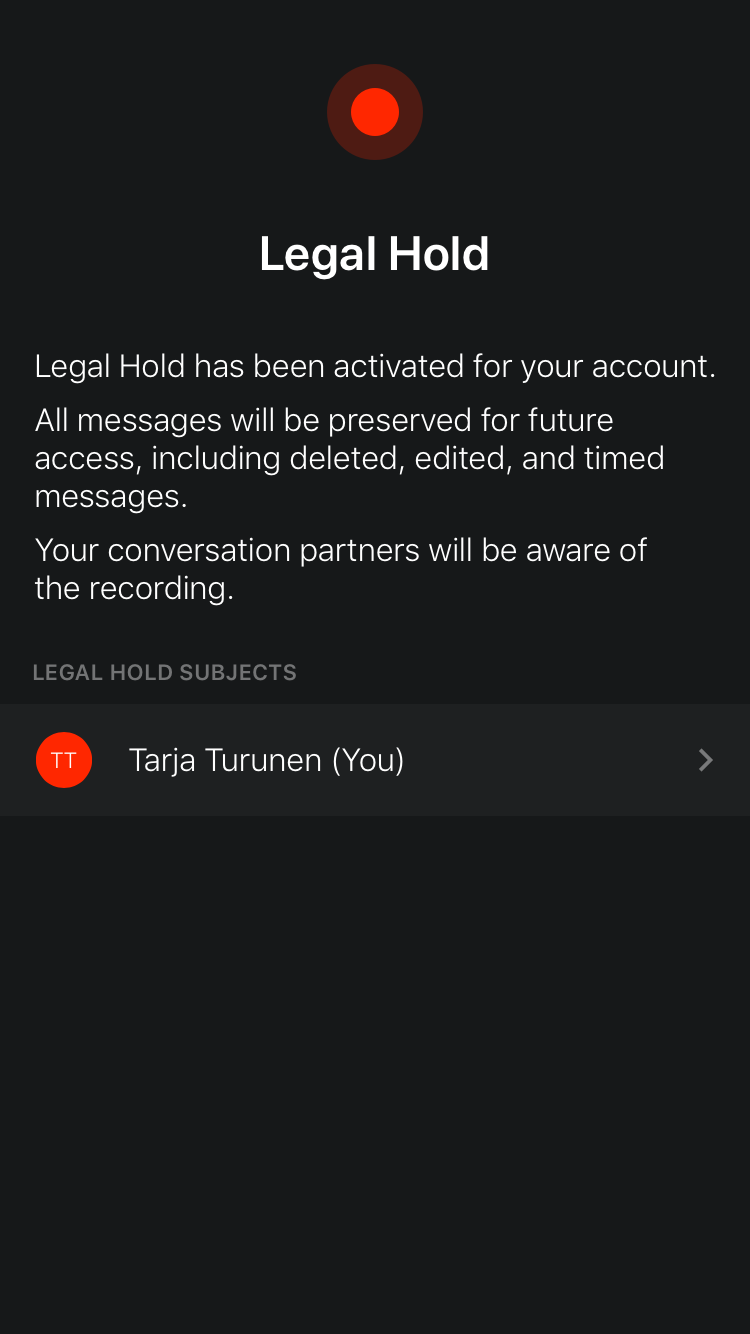 Legal Hold
Legal Hold has been activated for your account.
All messages will be preserved for future
access, including deleted, edited, and timed
messages.
Your conversation partners will be aware of
the recording.
LEGAL HOLD SUBJECTS
TT Tarja Turunen (You)